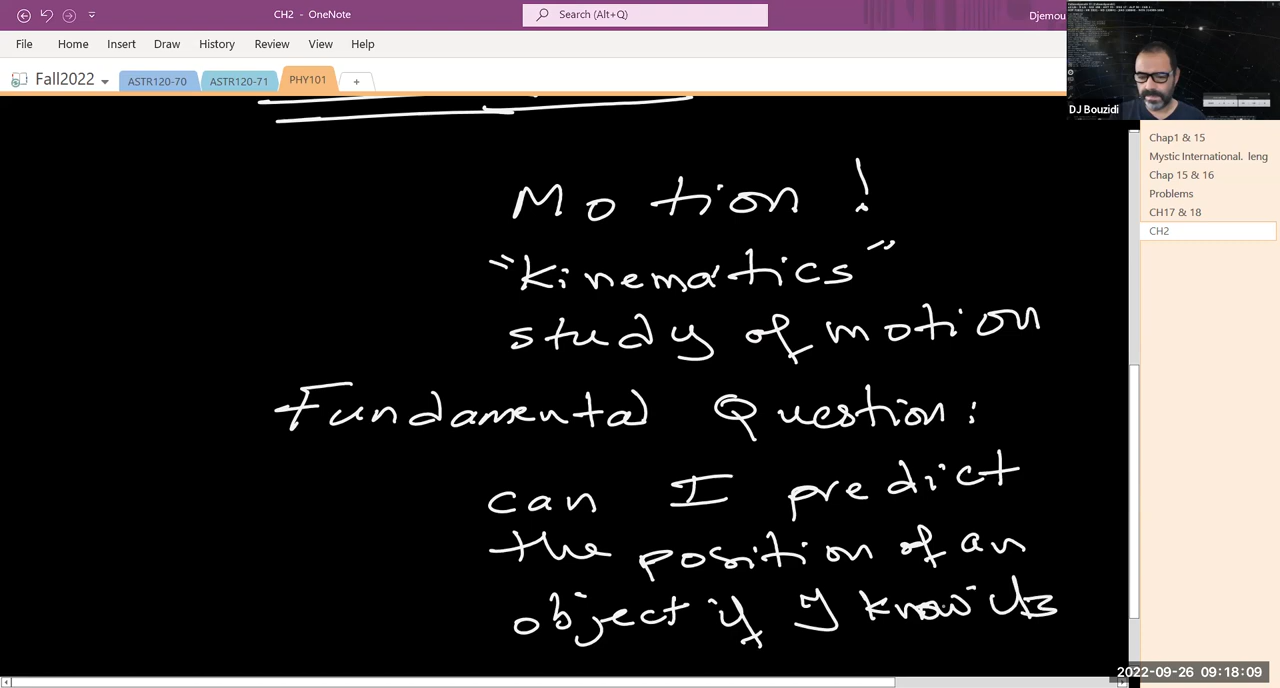 CH2 - OneNote
Search (Alt+Q)
Djemou
File Home Insert Draw History Review View Help
Fall2022 ASTR120-70 ASTR120-71 PHY101
DJ Bouzidi
Chap1 & 15
Mystic International. leng
Chap 15 & 16
Problems
CH17 & 18
CH2
Motion!
"kinematics"
study of motion
Fundamental Question:
can I predict
the position of an
object if I know its
2022-09-26 09:18:09